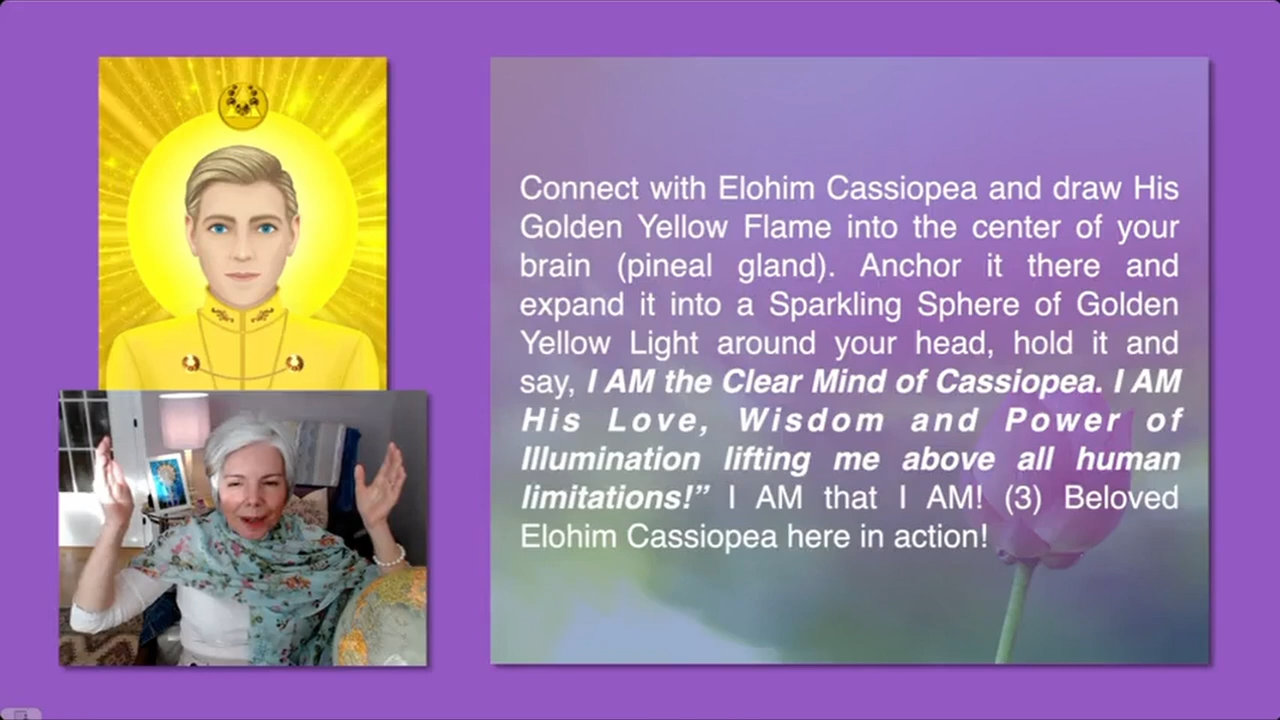 Connect with Elohim Cassiopea and draw His
Golden Yellow Flame into the center of your
brain (pineal gland). Anchor it there and
expand it into a Sparkling Sphere of Golden
Yellow Light around your head, hold it and
say, I AM the Clear Mind of Cassiopea. I AM
His Love, Wisdom and Power of
Illumination lifting me above all human
limitations!” I AM that I AM! (3) Beloved
Elohim Cassiopea here in action!